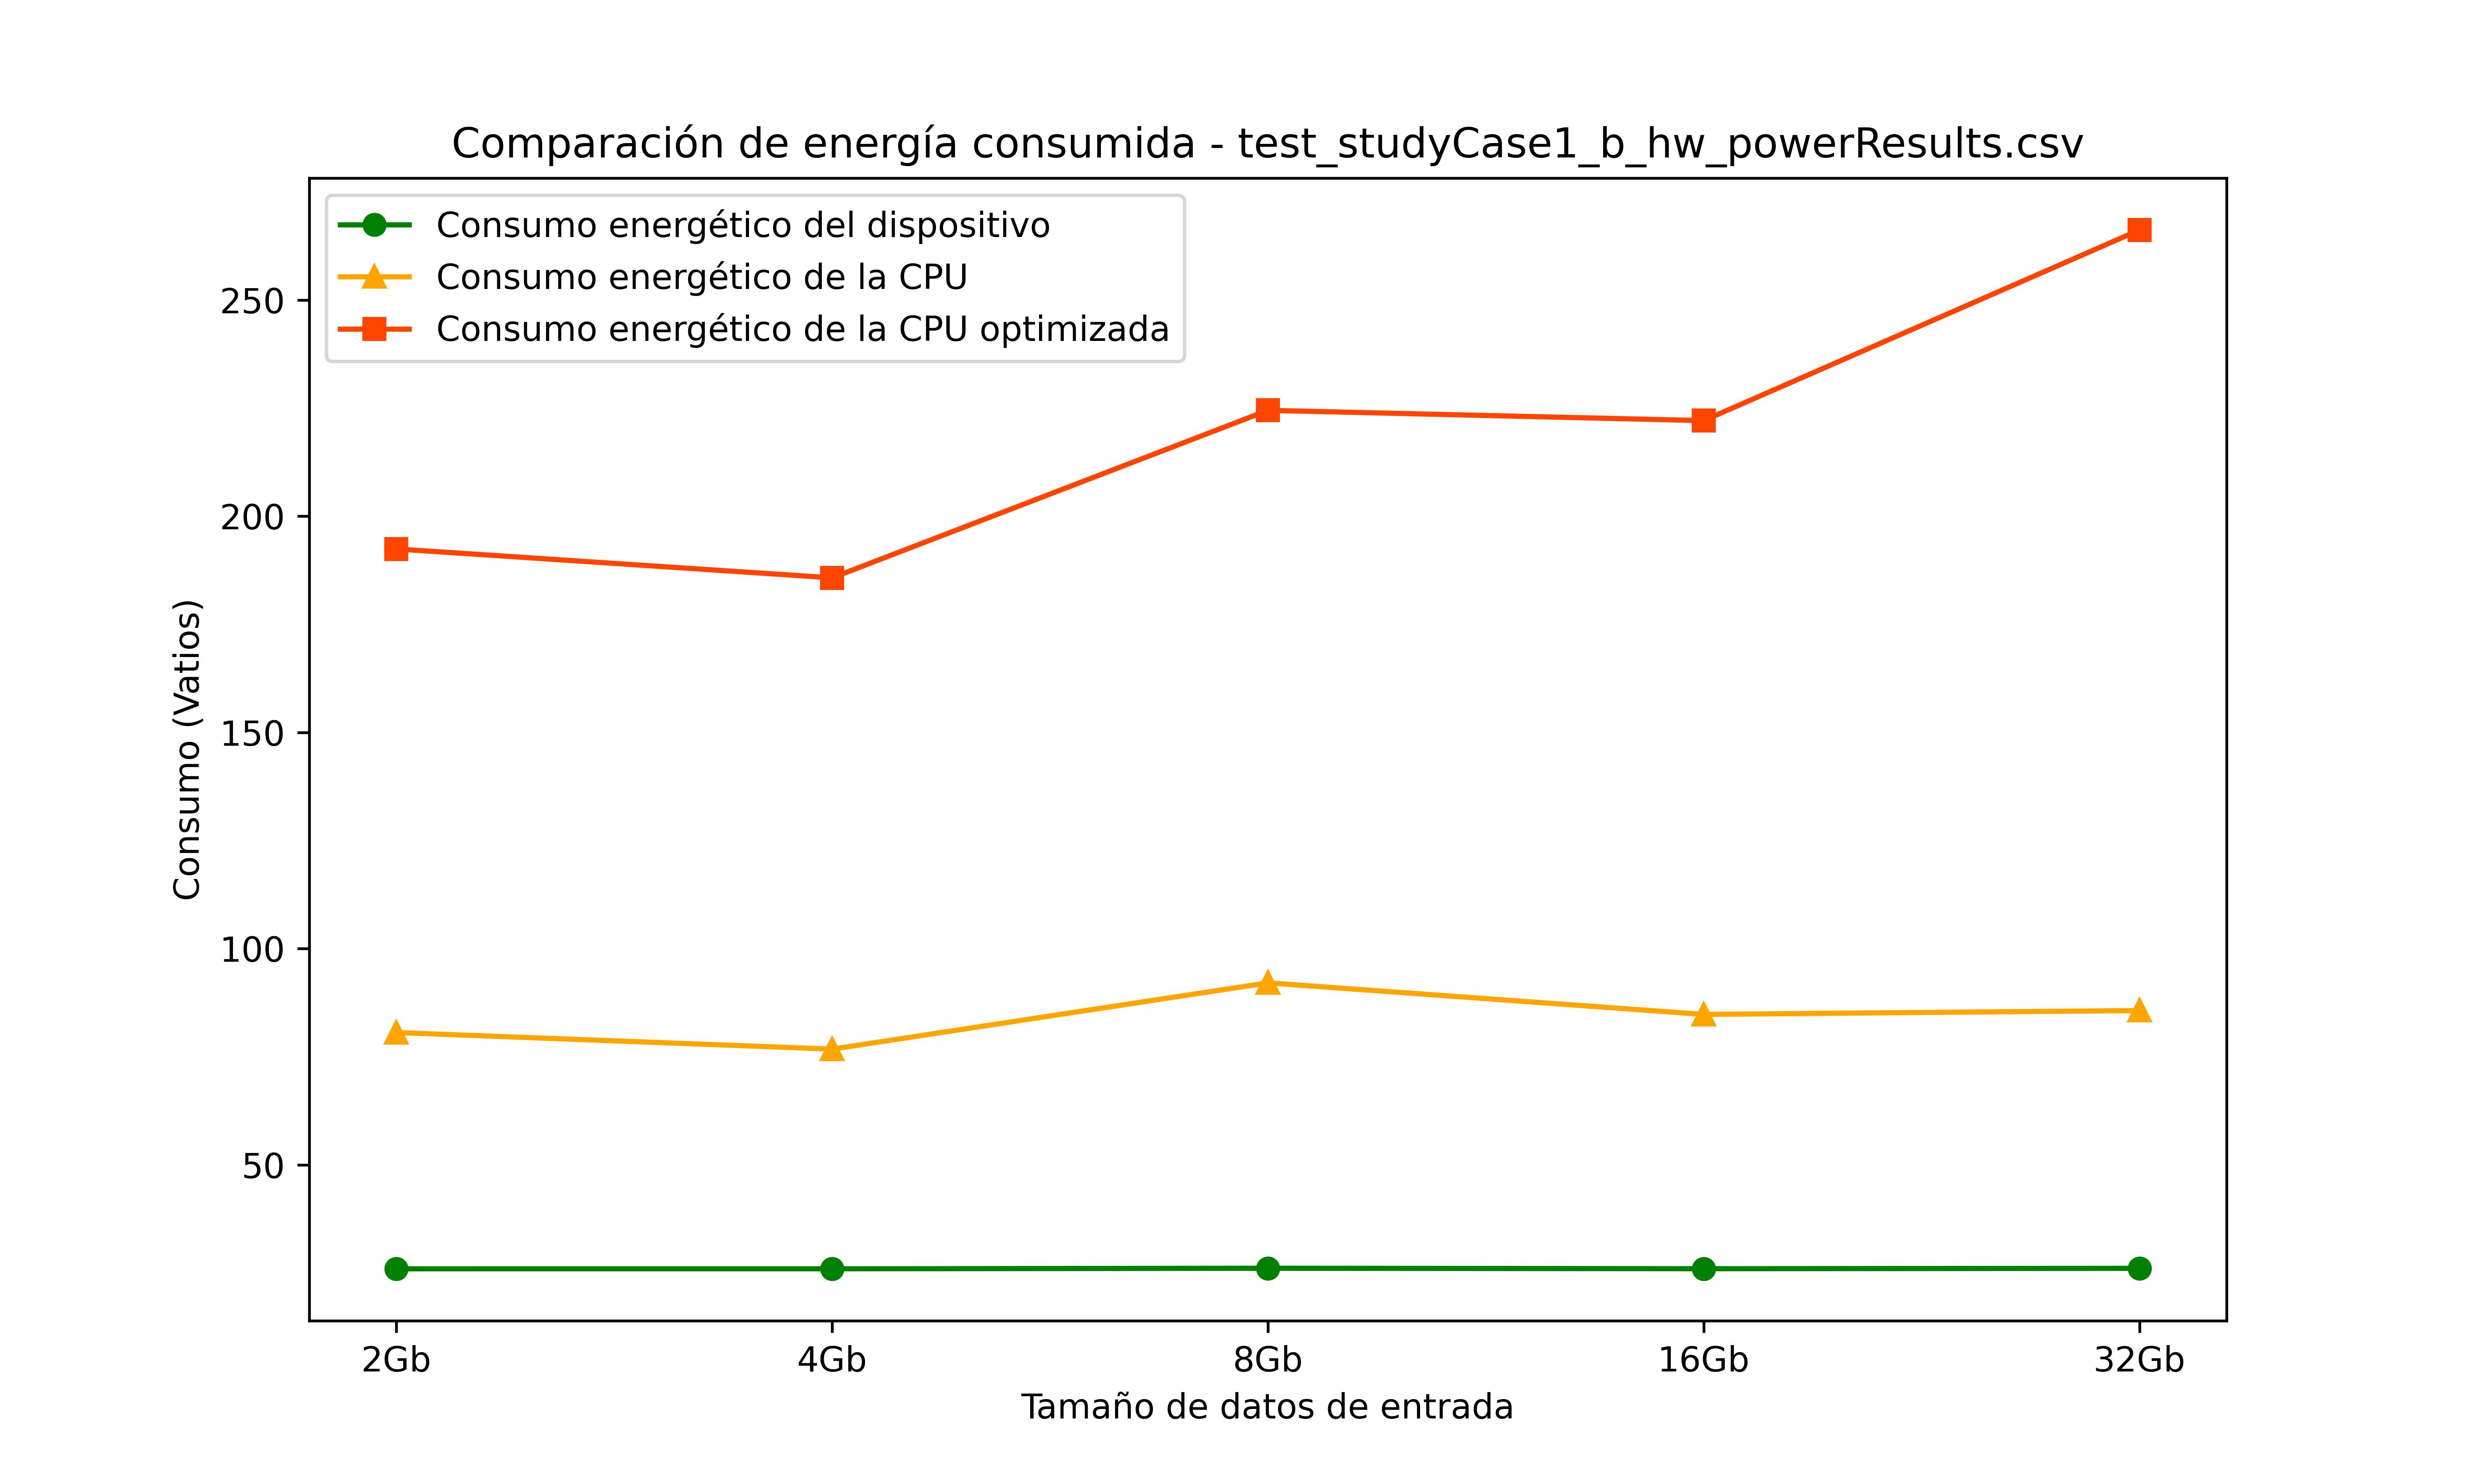 Comparación de energía consumida - test_studyCase1_b_hw_powerResults.csv
Consumo energético del dispositivo
Consumo energético de la CPU
Consumo energético de la CPU optimizada
250
200
150
100
50
Consumo (Vatios)
2Gb 4Gb 8Gb 16Gb 32Gb
Tamaño de datos de entrada